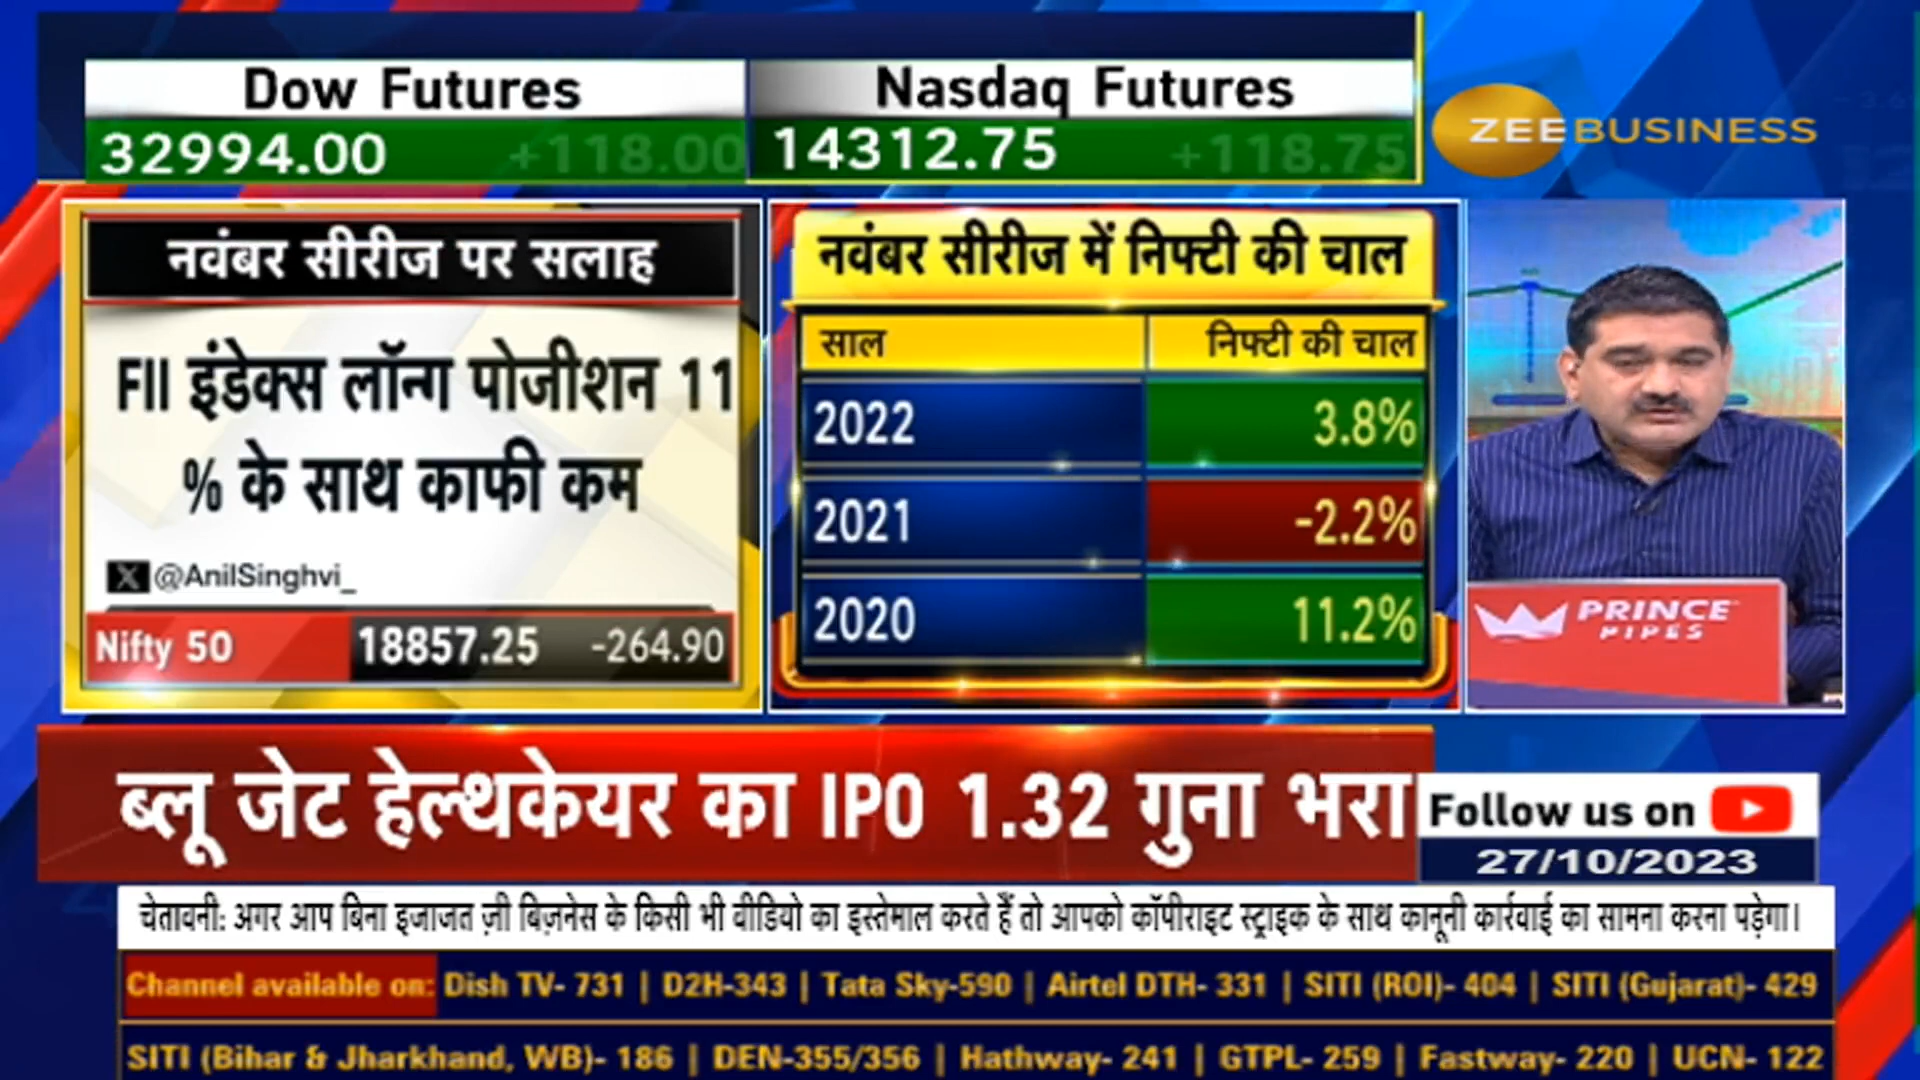 Dow Futures
32994.00 +118.00
Nasdaq Futures
14312.75 +118.75
ZEEBUSINESS
नवंबर सीरीज पर सलाह
FII इंडेक्स लॉन्ग पोजीशन 11
% के साथ काफी कम
X @AnilSinghvi_
Nifty 50 18857.25 -264.90
नवंबर सीरीज में निफ्टी की चाल
साल निफ्टी की चाल
2022 3.8%
2021 -2.2%
2020 11.2%
PRINCE
PIPES
ब्लू जेट हेल्थकेयर का IPO 1.32 गुना भरा
Follow us on
27/10/2023
चेतावनी: अगर आप बिना इजाजत ज़ी बिज़नेस के किसी भी वीडियो का इस्तेमाल करते हैं तो आपको कॉपीराइट स्ट्राइक के साथ कानूनी कार्रवाई का सामना करना पड़ेगा।
Channel available on: Dish TV- 731 | D2H-343 | Tata Sky-590 | Airtel DTH- 331 | SITI (ROI)- 404 | SITI (Gujarat)- 429
SITI (Bihar & Jharkhand, WB)- 186 | DEN-355/356 | Hathway- 241 | GTPL- 259 | Fastway- 220 | UCN- 122